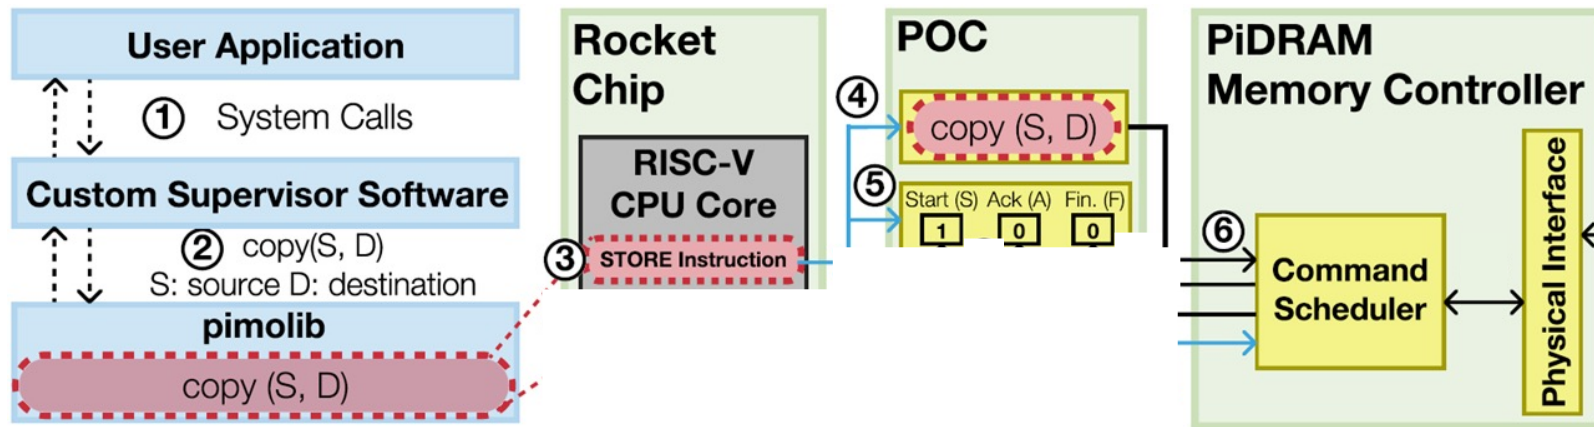 User Application
1 System Calls
Custom Supervisor Software
2 copy(S, D)
S: source D: destination
pimolib
copy (S, D)
Rocket
Chip
RISC-V
CPU Core
3 STORE Instruction
POC
4 copy (S, D)
5
Start (S) Ack (A) Fin. (F)
1 0 0
PiDRAM
Memory Controller
6
Command
Scheduler
Physical Interface